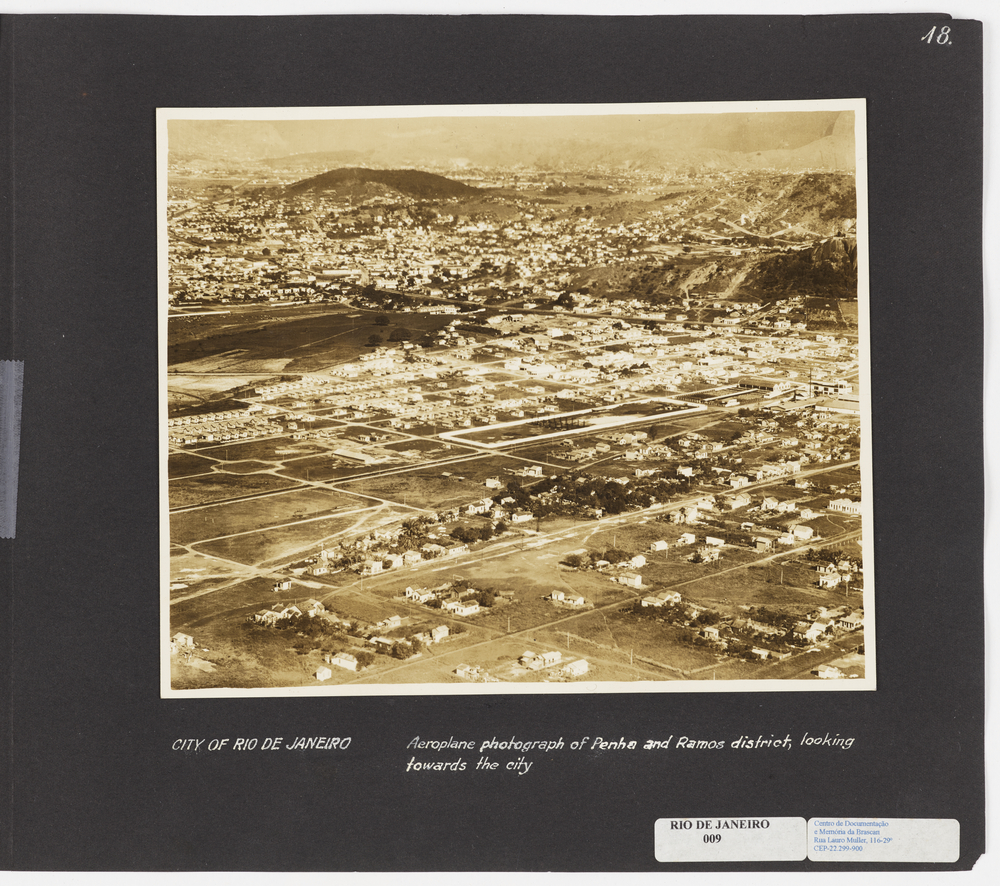 18.
CITY OF RIO DE JANEIRO
Aeroplane photograph of Penha and Ramos district, looking
towards the city
RIO DE JANEIRO
009
Centro de Documentação
e Memória da Brascan
Rua Lauro Muller, 116-29º
CEP-22.299-900